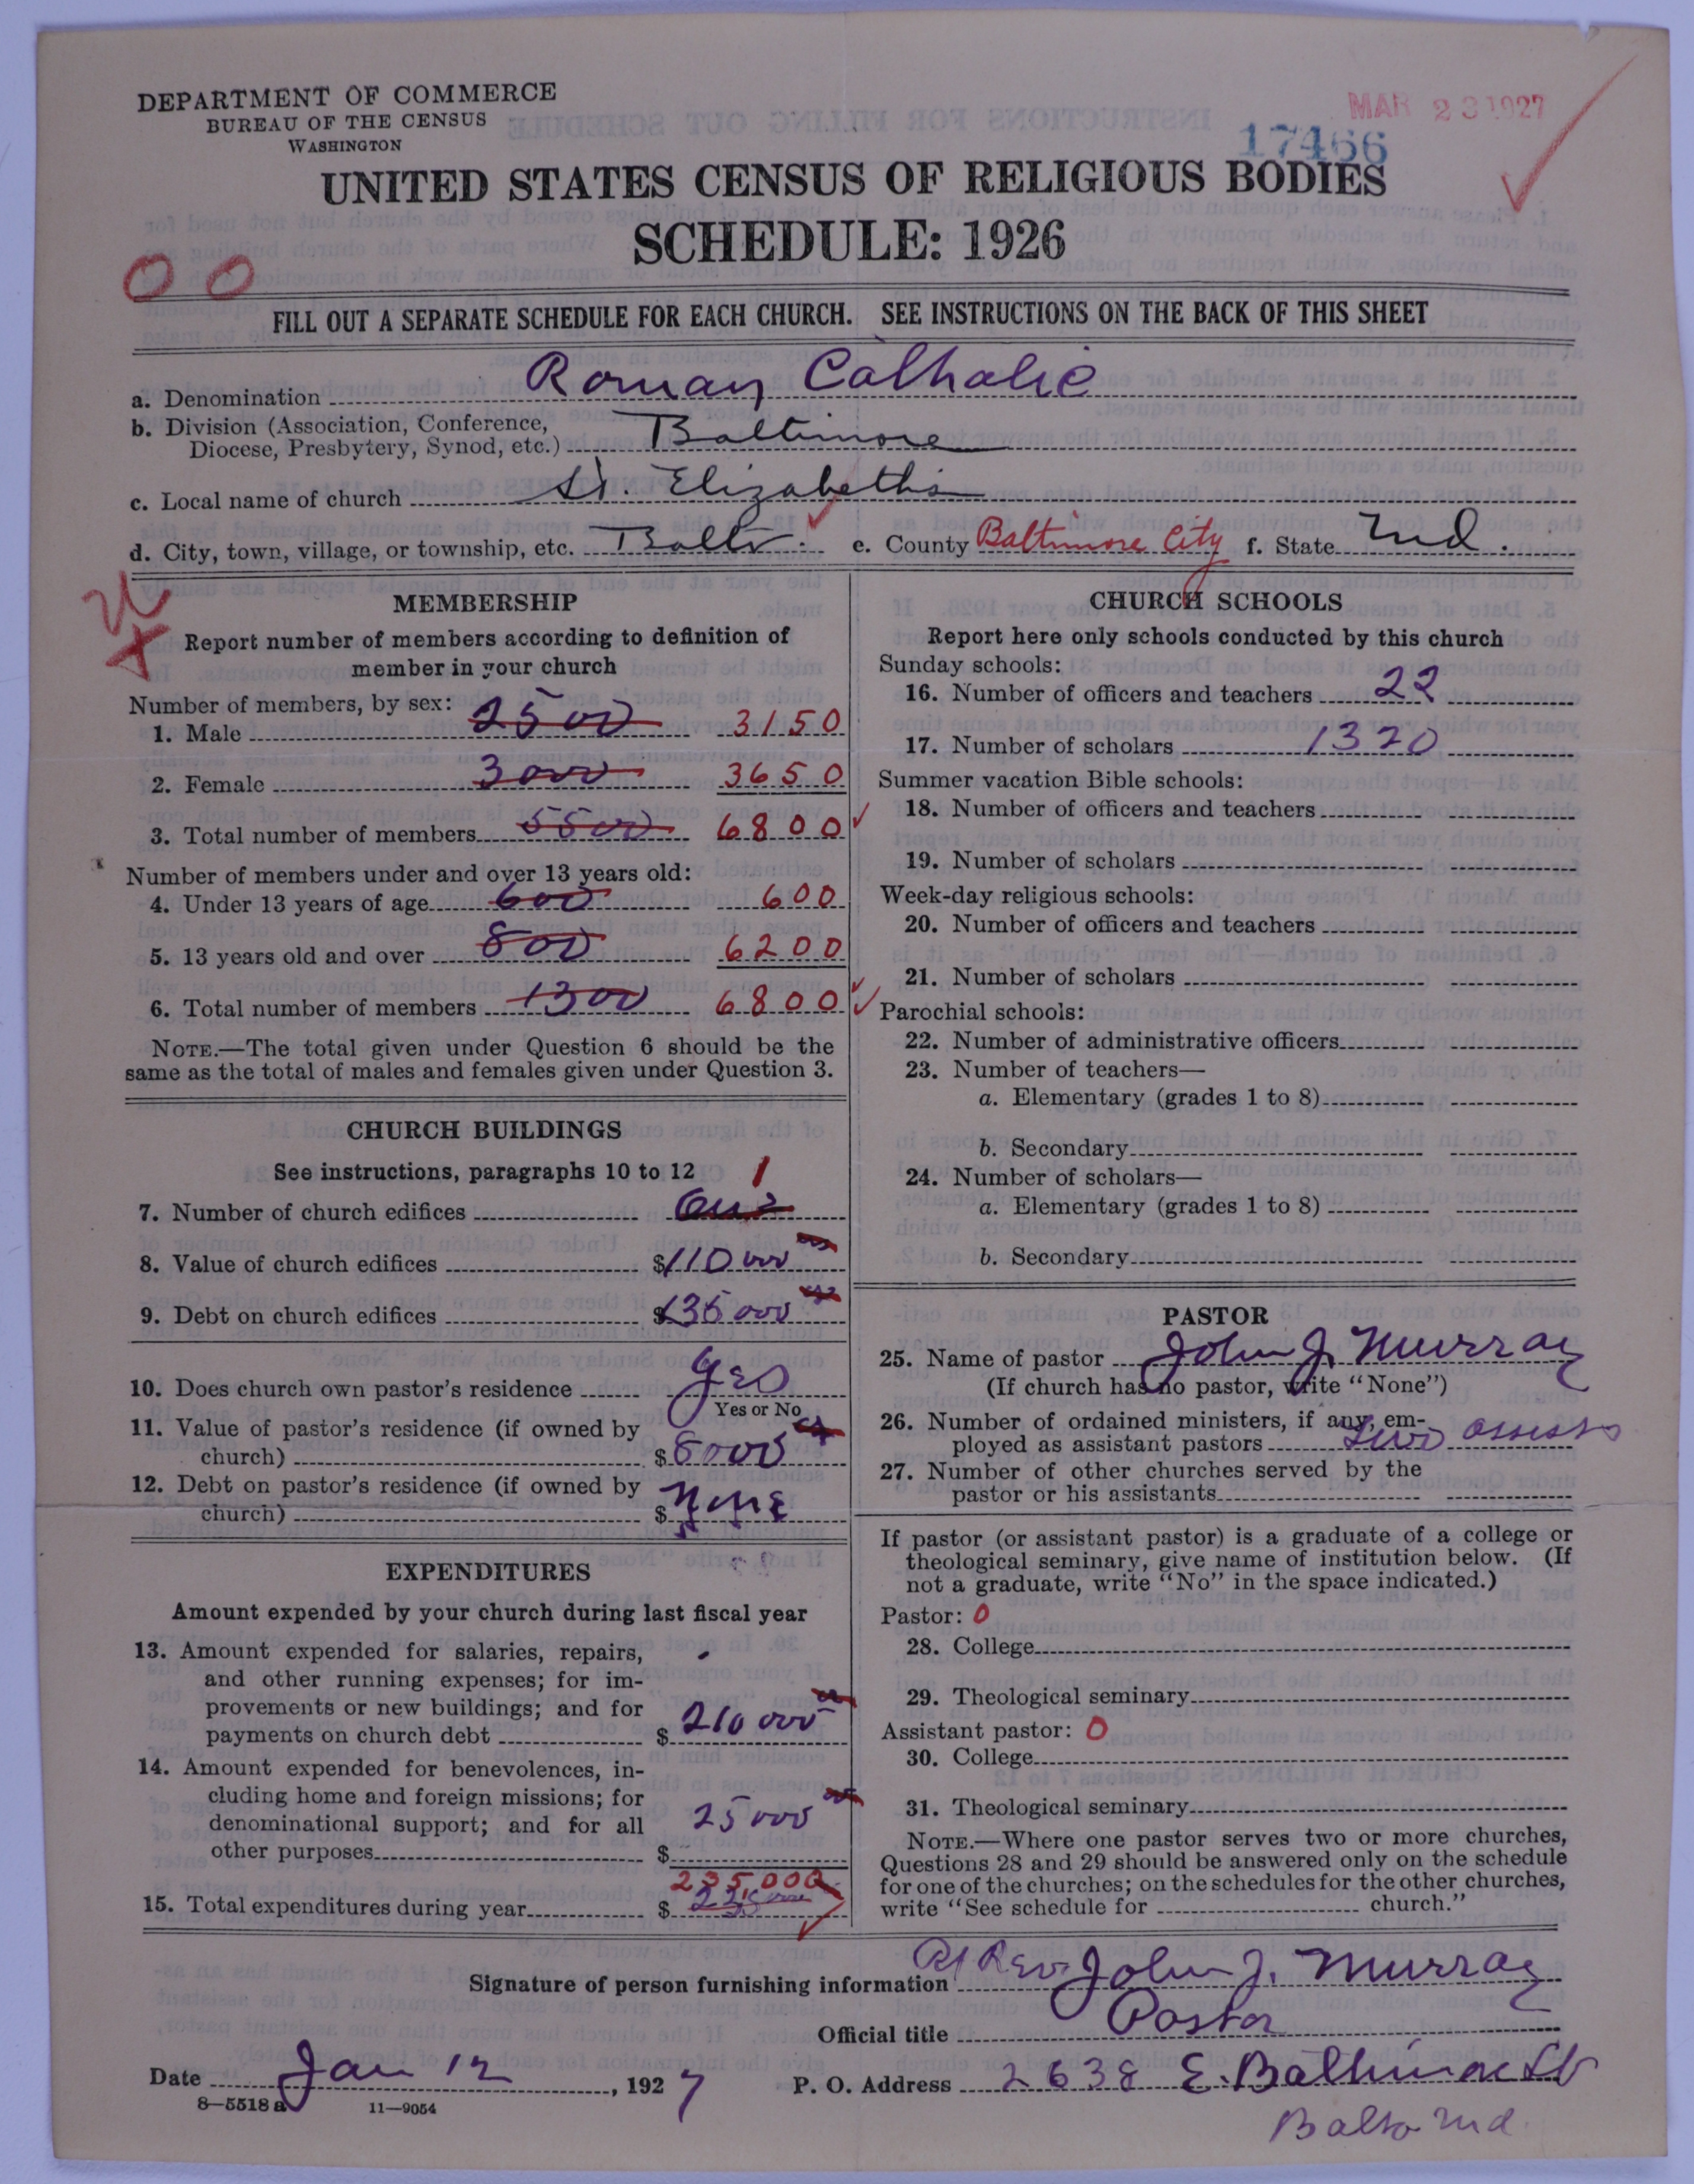 DEPARTMENT OF COMMERCE
BUREAU OF THE CENSUS
WASHINGTON
MAR 23 1927
17466
UNITED STATES CENSUS OF RELIGIOUS BODIES
SCHEDULE: 1926
0 0
FILL OUT A SEPARATE SCHEDULE FOR EACH CHURCH. SEE INSTRUCTIONS ON THE BACK OF THIS SHEET
a. Denomination Roman Catholic
b. Division (Association, Conference,
Diocese, Presbytery, Synod, etc.) Baltimore
c. Local name of church St. Elizabeth's
d. City, town, village, or township, etc. Balto. e. County Baltimore City f. State Md.
MEMBERSHIP
Report number of members according to definition of
member in your church
Number of members, by sex:
1. Male 2500 3150
2. Female 3000 3650
3. Total number of members 5500 6800
Number of members under and over 13 years old:
4. Under 13 years of age 600 600
5. 13 years old and over 800 6200
6. Total number of members 1300 6800
NOTE.—The total given under Question 6 should be the
same as the total of males and females given under Question 3.
CHURCH BUILDINGS
See instructions, paragraphs 10 to 12 1
7. Number of church edifices One
8. Value of church edifices $110000
9. Debt on church edifices $135000
10. Does church own pastor's residence Yes
Yes or No
11. Value of pastor's residence (if owned by
church) $8000
12. Debt on pastor's residence (if owned by
church) $ None
EXPENDITURES
Amount expended by your church during last fiscal year
13. Amount expended for salaries, repairs,
and other running expenses; for im-
provements or new buildings; and for
payments on church debt $ 210000
14. Amount expended for benevolences, in-
cluding home and foreign missions; for
denominational support; and for all
other purposes $ 25000
235,000
15. Total expenditures during year $
CHURCH SCHOOLS
Report here only schools conducted by this church
Sunday schools:
16. Number of officers and teachers 22
17. Number of scholars 1320
Summer vacation Bible schools:
18. Number of officers and teachers
19. Number of scholars
Week-day religious schools:
20. Number of officers and teachers
21. Number of scholars
Parochial schools:
22. Number of administrative officers
23. Number of teachers—
a. Elementary (grades 1 to 8)
b. Secondary
24. Number of scholars—
a. Elementary (grades 1 to 8)
b. Secondary
PASTOR
25. Name of pastor John J. Murray
(If church has no pastor, write "None")
26. Number of ordained ministers, if any, em-
ployed as assistant pastors Two assists
27. Number of other churches served by the
pastor or his assistants
If pastor (or assistant pastor) is a graduate of a college or
theological seminary, give name of institution below. (If
not a graduate, write "No" in the space indicated.)
Pastor: 0
28. College
29. Theological seminary
Assistant pastor: 0
30. College
31. Theological seminary
NOTE.—Where one pastor serves two or more churches,
Questions 28 and 29 should be answered only on the schedule
for one of the churches; on the schedules for the other churches,
write "See schedule for church."
Signature of person furnishing information Rt Rev John J. Murray
Official title Pastor
Date Jan 12, 1927 P. O. Address 2638 E. Baltimore St
8—5518 a 11—9054
Balto Md.